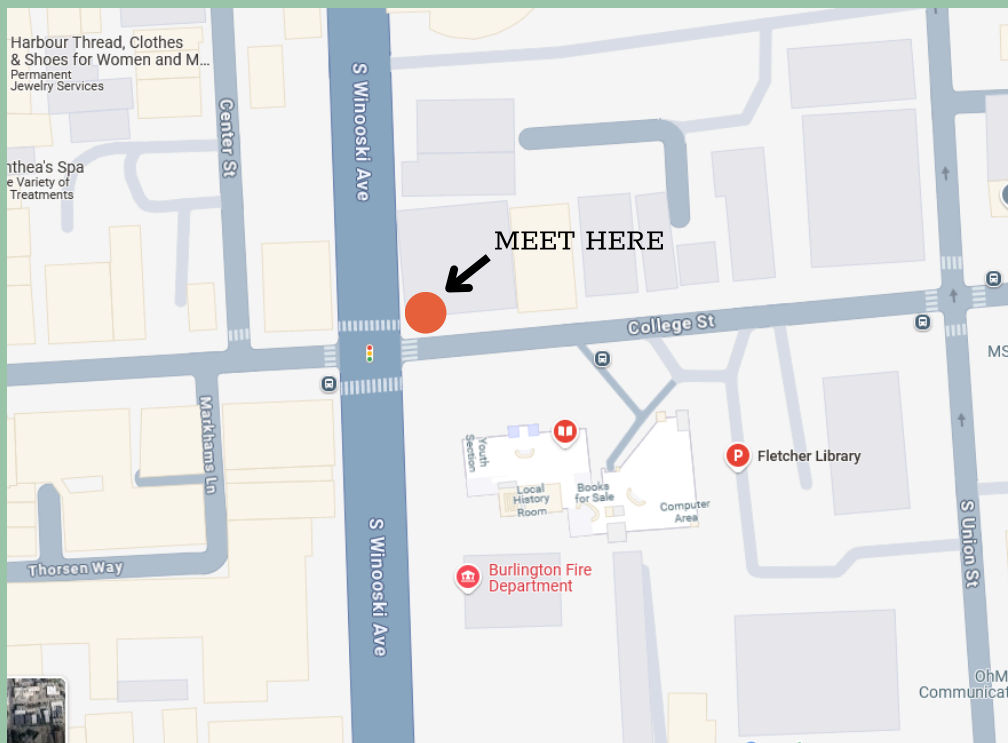 Harbour Thread, Clothes
& Shoes for Women and M...
Permanent
Jewelry Services
Center St
S Winooski Ave
nthea's Spa
e Variety of
Treatments
MEET HERE
College St
MS
Markhams Ln
Youth
Section
Local
History
Room
Books
for Sale
Computer
Area
P
Fletcher Library
S Union St
Thorsen Way
S Winooski Ave
Burlington Fire
Department
OhM
Communicat